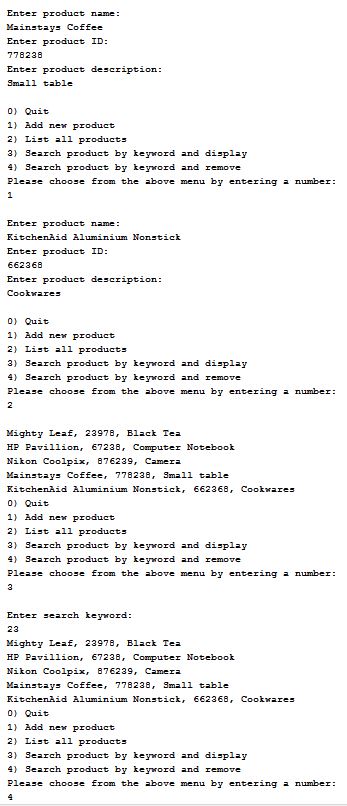 Enter product name:
Mainstays Coffee
Enter product ID:
778238
Enter product description:
Small table
0) Quit
1) Add new product
2) List all products
3) Search product by keyword and display
4) Search product by keyword and remove
Please choose from the above menu by entering a number:
1
Enter product name:
KitchenAid Aluminium Nonstick
Enter product ID:
662368
Enter product description:
Cookwares
0) Quit
1) Add new product
2) List all products
3) Search product by keyword and display
4) Search product by keyword and remove
Please choose from the above menu by entering a number:
2
Mighty Leaf, 23978, Black Tea
HP Pavillion, 67238, Computer Notebook
Nikon Coolpix, 876239, Camera
Mainstays Coffee, 778238, Small table
KitchenAid Aluminium Nonstick, 662368, Cookwares
0) Quit
1) Add new product
2) List all products
3) Search product by keyword and display
4) Search product by keyword and remove
Please choose from the above menu by entering a number:
3
Enter search keyword:
23
Mighty Leaf, 23978, Black Tea
HP Pavillion, 67238, Computer Notebook
Nikon Coolpix, 876239, Camera
Mainstays Coffee, 778238, Small table
KitchenAid Aluminium Nonstick, 662368, Cookwares
0) Quit
1) Add new product
2) List all products
3) Search product by keyword and display
4) Search product by keyword and remove
Please choose from the above menu by entering a number:
4